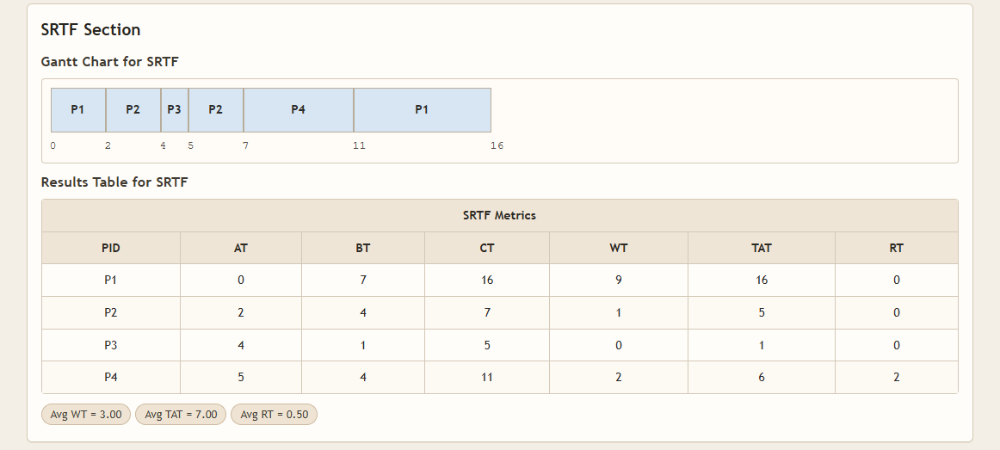 SRTF Section
Gantt Chart for SRTF
P1 P2 P3 P2 P4 P1
0 2 4 5 7 11 16
Results Table for SRTF
SRTF Metrics
PID AT BT CT WT TAT RT
P1 0 7 16 9 16 0
P2 2 4 7 1 5 0
P3 4 1 5 0 1 0
P4 5 4 11 2 6 2
Avg WT = 3.00 Avg TAT = 7.00 Avg RT = 0.50